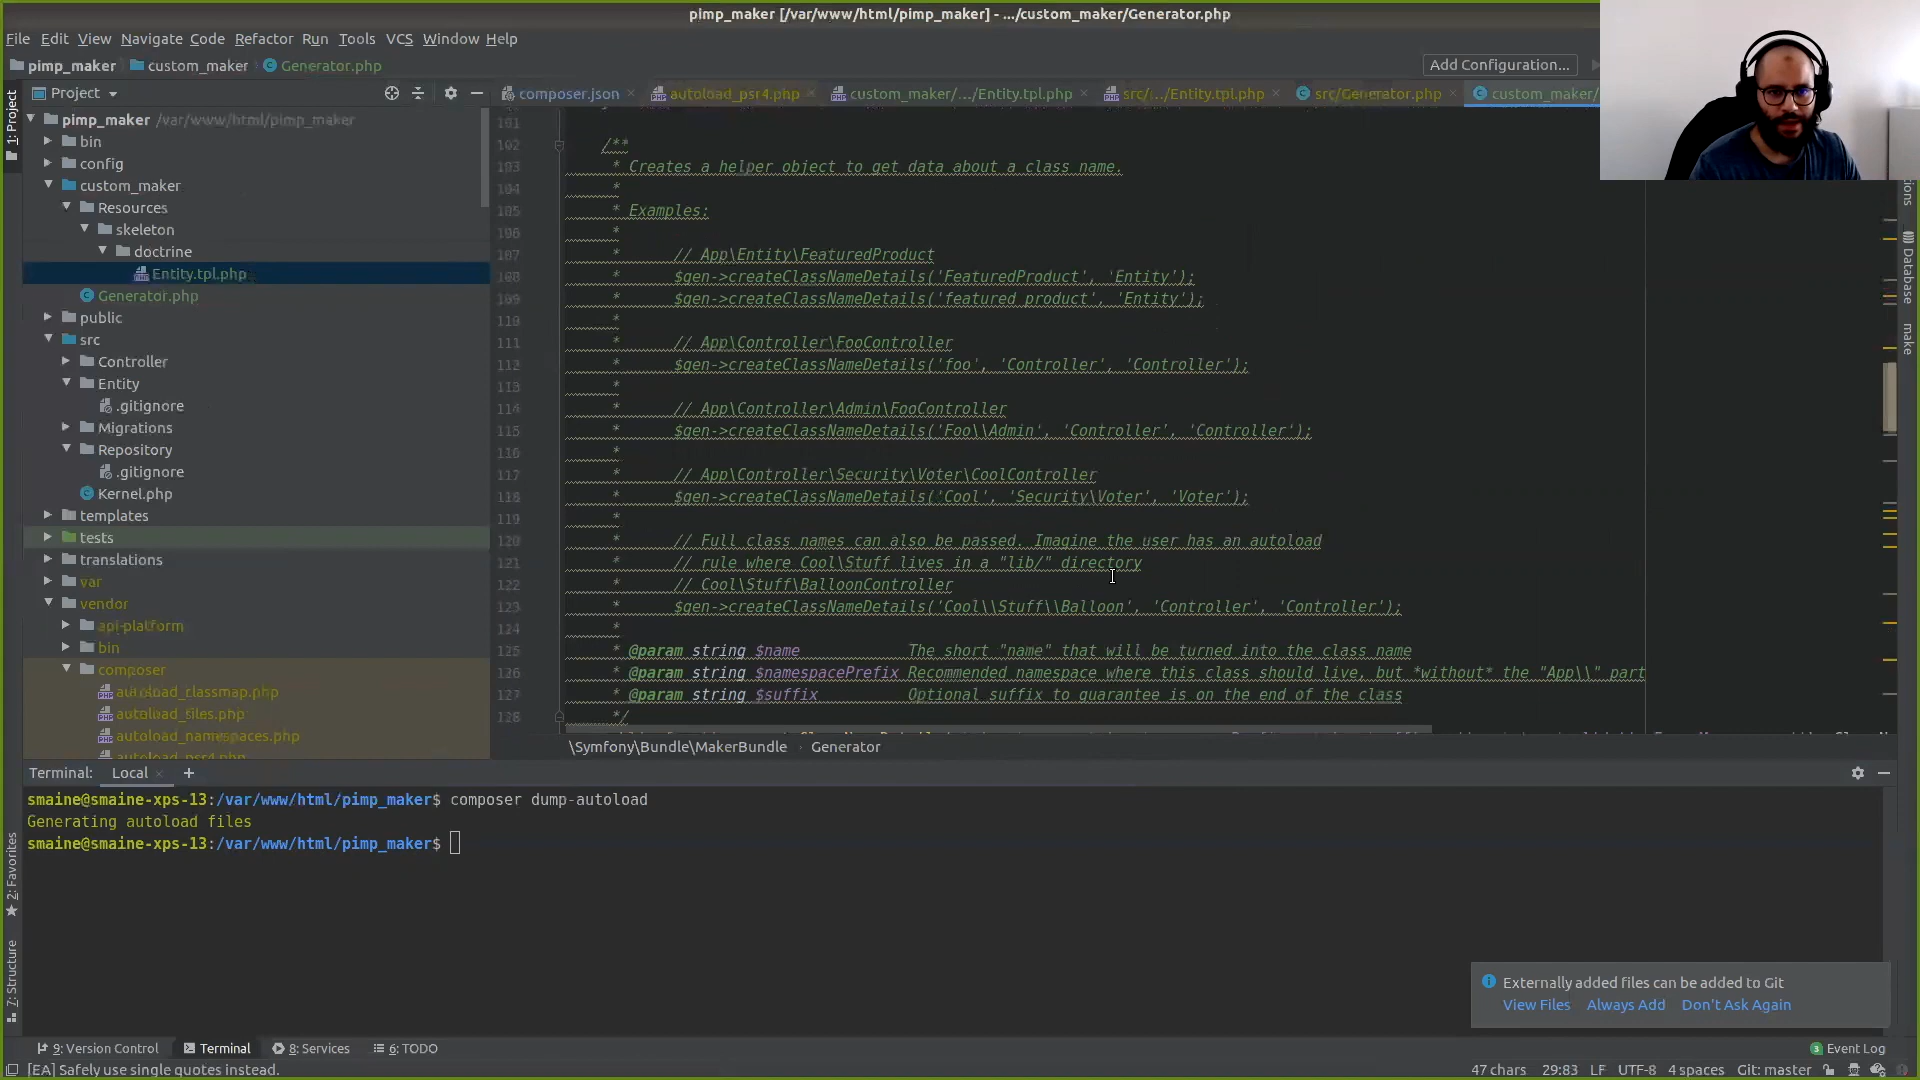 pimp_maker [/var/www/html/pimp_maker] - .../custom_maker/Generator.php
File Edit View Navigate Code Refactor Run Tools VCS Window Help
pimp_maker custom_maker Generator.php
Add Configuration...
1: Project
Project
composer.json
autoload_psr4.php
custom_maker/.../Entity.tpl.php
src/.../Entity.tpl.php
src/Generator.php
custom_maker/
pimp_maker /var/www/html/pimp_maker
bin
config
custom_maker
Resources
skeleton
doctrine
Entity.tpl.php
Generator.php
public
src
Controller
Entity
.gitignore
Migrations
Repository
.gitignore
Kernel.php
templates
tests
translations
var
vendor
api-platform
bin
composer
autoload_classmap.php
autoload_files.php
autoload_namespaces.php
autoload_psr4.php
101
102 /**
103 * Creates a helper object to get data about a class name.
104 *
105 * Examples:
106 *
107 * // App\Entity\FeaturedProduct
108 * $gen->createClassNameDetails('FeaturedProduct', 'Entity');
109 * $gen->createClassNameDetails('featured product', 'Entity');
110 *
111 * // App\Controller\FooController
112 * $gen->createClassNameDetails('foo', 'Controller', 'Controller');
113 *
114 * // App\Controller\Admin\FooController
115 * $gen->createClassNameDetails('Foo\\Admin', 'Controller', 'Controller');
116 *
117 * // App\Controller\Security\Voter\CoolController
118 * $gen->createClassNameDetails('Cool', 'Security\Voter', 'Voter');
119 *
120 * // Full class names can also be passed. Imagine the user has an autoload
121 * // rule where Cool\Stuff lives in a "lib/" directory
122 * // Cool\Stuff\BalloonController
123 * $gen->createClassNameDetails('Cool\\Stuff\\Balloon', 'Controller', 'Controller');
124 *
125 * @param string $name The short "name" that will be turned into the class name
126 * @param string $namespacePrefix Recommended namespace where this class should live, but *without* the "App\\" part
127 * @param string $suffix Optional suffix to guarantee is on the end of the class
128 */
\Symfony\Bundle\MakerBundle › Generator
Database
make
Terminal: Local +
smaine@smaine-xps-13:/var/www/html/pimp_maker$ composer dump-autoload
Generating autoload files
smaine@smaine-xps-13:/var/www/html/pimp_maker$
2: Favorites
7: Structure
Externally added files can be added to Git
View Files Always Add Don't Ask Again
9: Version Control Terminal 8: Services 6: TODO
3 Event Log
[EA] Safely use single quotes instead.
47 chars 29:83 LF UTF-8 4 spaces Git: master